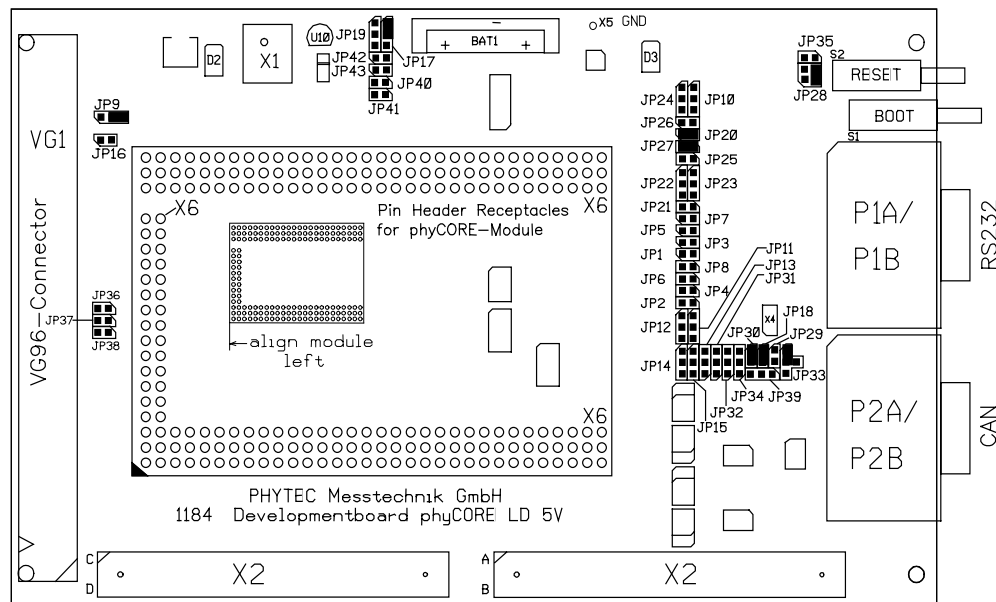 X5 GND
JP19
U10
BAT1
- + +
JP35
S2
D2
X1
JP42
JP17
D3
RESET
JP43
JP40
JP28
JP41
JP24 JP10
BOOT
JP9
JP26
S1
VG1
JP20
JP16
JP27
JP25
X6
JP22 JP23
Pin Header Receptacles X6
for phyCORE-Module
JP21
JP7
P1A/
P1B
RS232
JP5
JP3
JP11
JP1
JP13
JP8
JP31
VG96-Connector
JP6
JP4
JP36
JP2
JP18
JP37
X4
JP12
JP30
JP29
JP38
align module
left
JP14
JP33
JP34 JP39
X6
JP32
JP15
P2A/
P2B
CAN
PHYTEC Messtechnik GmbH
1184 Developmentboard phyCORE LD 5V
C
D
X2
A
B
X2